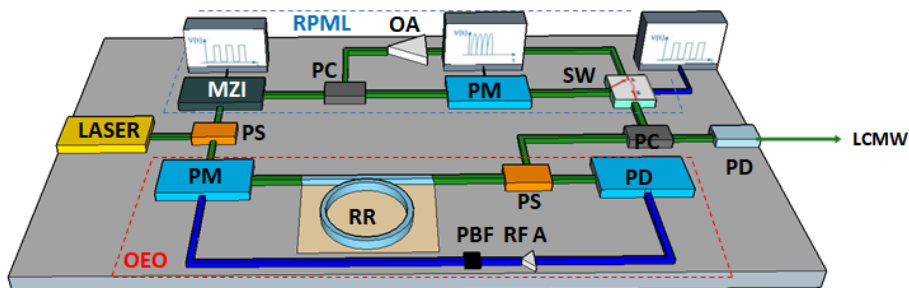 RPML
OA
V(t)
V(t)
V(t)
PC
SW
MZI
PM
LASER
PS
PC
LCMW
PM
PS
PD
PD
RR
PBF RF A
OEO